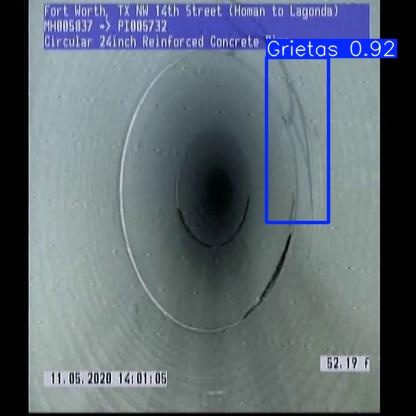 Fort Worth, TX NW 14th Street (Homan to Lagonda)
MH005837 => PI005732
Circular 24inch Reinforced Concrete
Grietas 0.92
52.19 f
11.05.2020 14:01:05